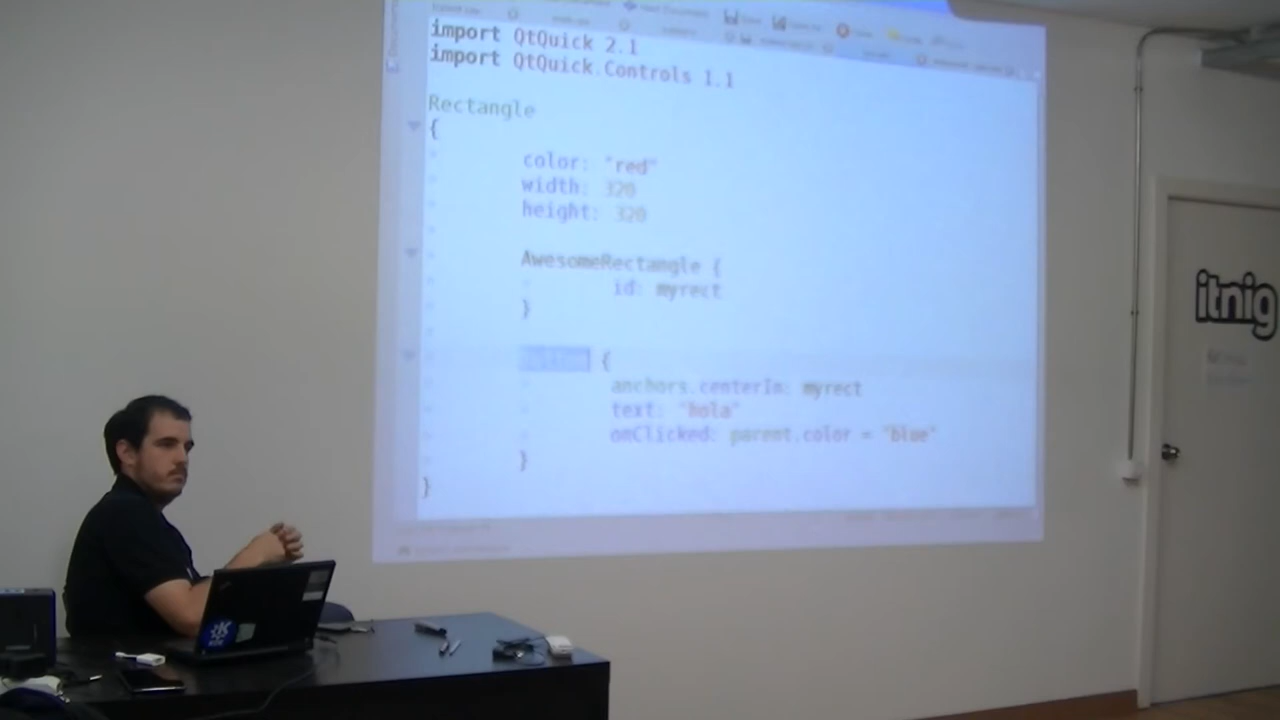 import QtQuick 2.1
import QtQuick.Controls 1.1
Rectangle
{
color: "red"
width: 320
height: 320
AwesomeRectangle {
id: myrect
}
Button {
anchors.centerIn: myrect
text: "hola"
onClicked: parent.color = "blue"
}
}
itnig